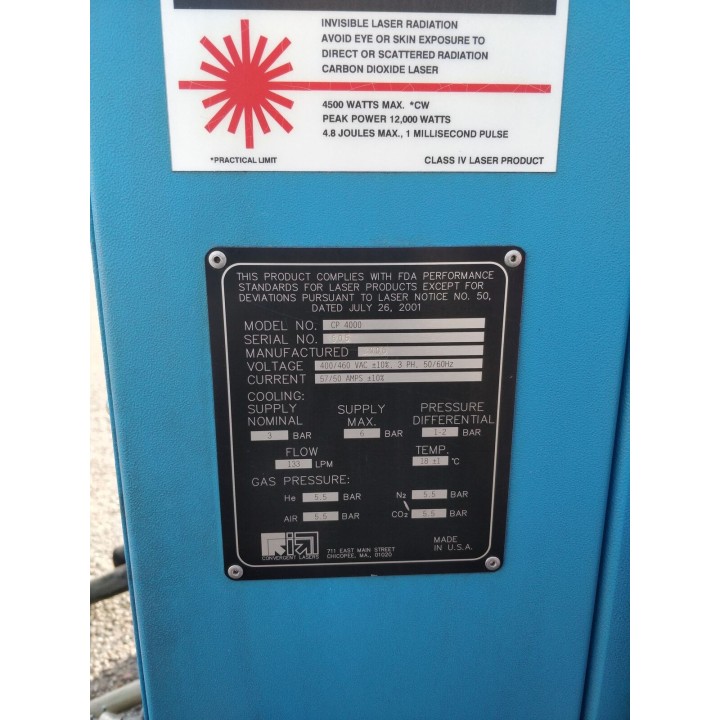 INVISIBLE LASER RADIATION
AVOID EYE OR SKIN EXPOSURE TO
DIRECT OR SCATTERED RADIATION
CARBON DIOXIDE LASER
4500 WATTS MAX. *CW
PEAK POWER 12,000 WATTS
4.8 JOULES MAX., 1 MILLISECOND PULSE
*PRACTICAL LIMIT CLASS IV LASER PRODUCT
THIS PRODUCT COMPLIES WITH FDA PERFORMANCE
STANDARDS FOR LASER PRODUCTS EXCEPT FOR
DEVIATIONS PURSUANT TO LASER NOTICE NO. 50,
DATED JULY 26, 2001
MODEL NO. CP 4000
SERIAL NO.
MANUFACTURED
VOLTAGE 400/460 VAC ±10%, 3 PH, 50/60Hz
CURRENT 57/50 AMPS ±10%
COOLING:
SUPPLY NOMINAL 3 BAR
SUPPLY MAX. 6 BAR
PRESSURE DIFFERENTIAL 1-2 BAR
FLOW 133 LPM
TEMP. 18 ±1 °C
GAS PRESSURE:
He 5.5 BAR N2 5.5 BAR
AIR 5.5 BAR CO2 5.5 BAR
CONVERGENT LASERS
711 EAST MAIN STREET
CHICOPEE, MA., 01020
MADE
IN U.S.A.